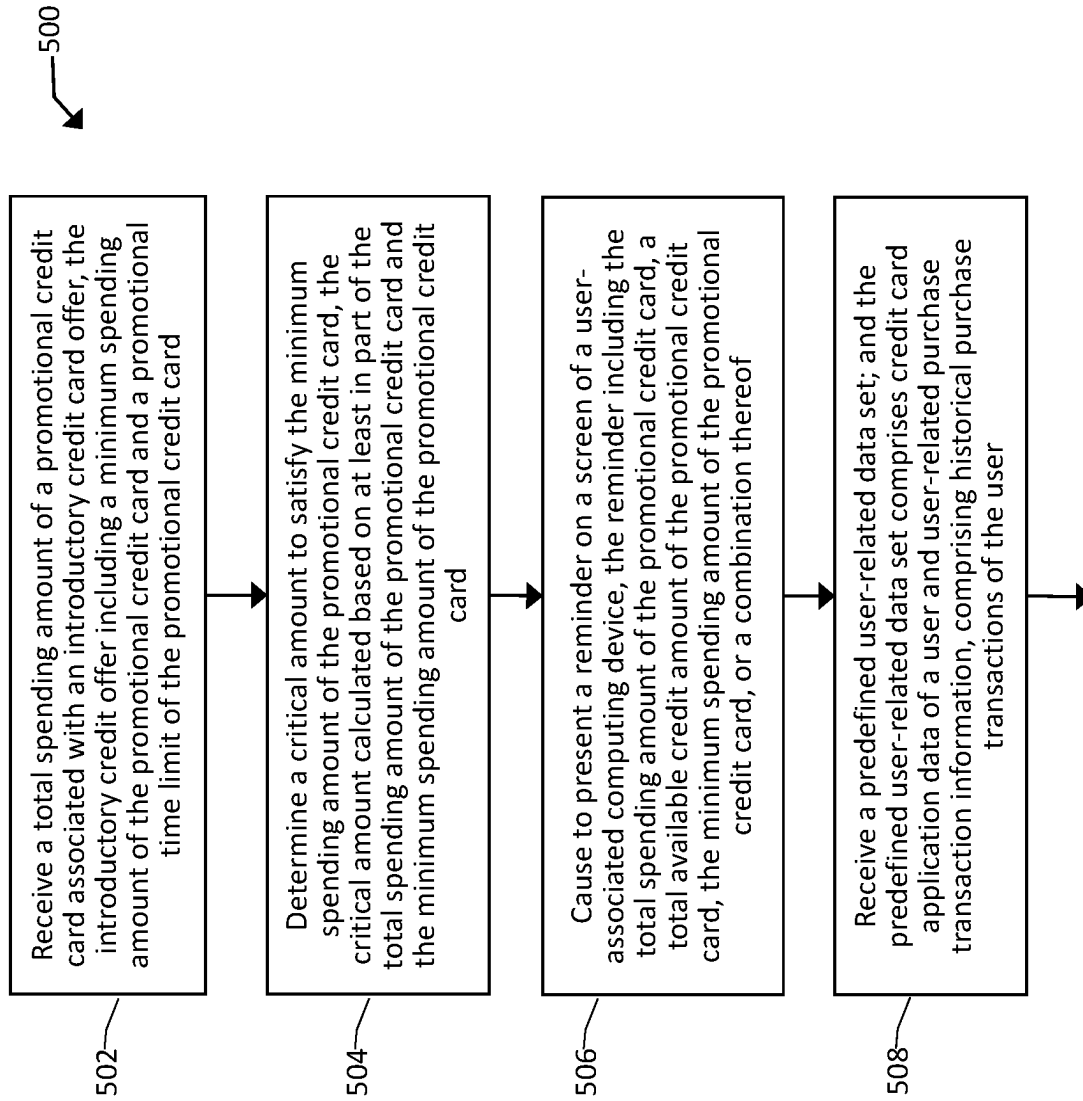 500
502
Receive a total spending amount of a promotional credit
card associated with an introductory credit card offer, the
introductory credit offer including a minimum spending
amount of the promotional credit card and a promotional
time limit of the promotional credit card
504
Determine a critical amount to satisfy the minimum
spending amount of the promotional credit card, the
critical amount calculated based on at least in part of the
total spending amount of the promotional credit card and
the minimum spending amount of the promotional credit
card
506
Cause to present a reminder on a screen of a user-
associated computing device, the reminder including the
total spending amount of the promotional credit card, a
total available credit amount of the promotional credit
card, the minimum spending amount of the promotional
credit card, or a combination thereof
508
Receive a predefined user-related data set; and the
predefined user-related data set comprises credit card
application data of a user and user-related purchase
transaction information, comprising historical purchase
transactions of the user